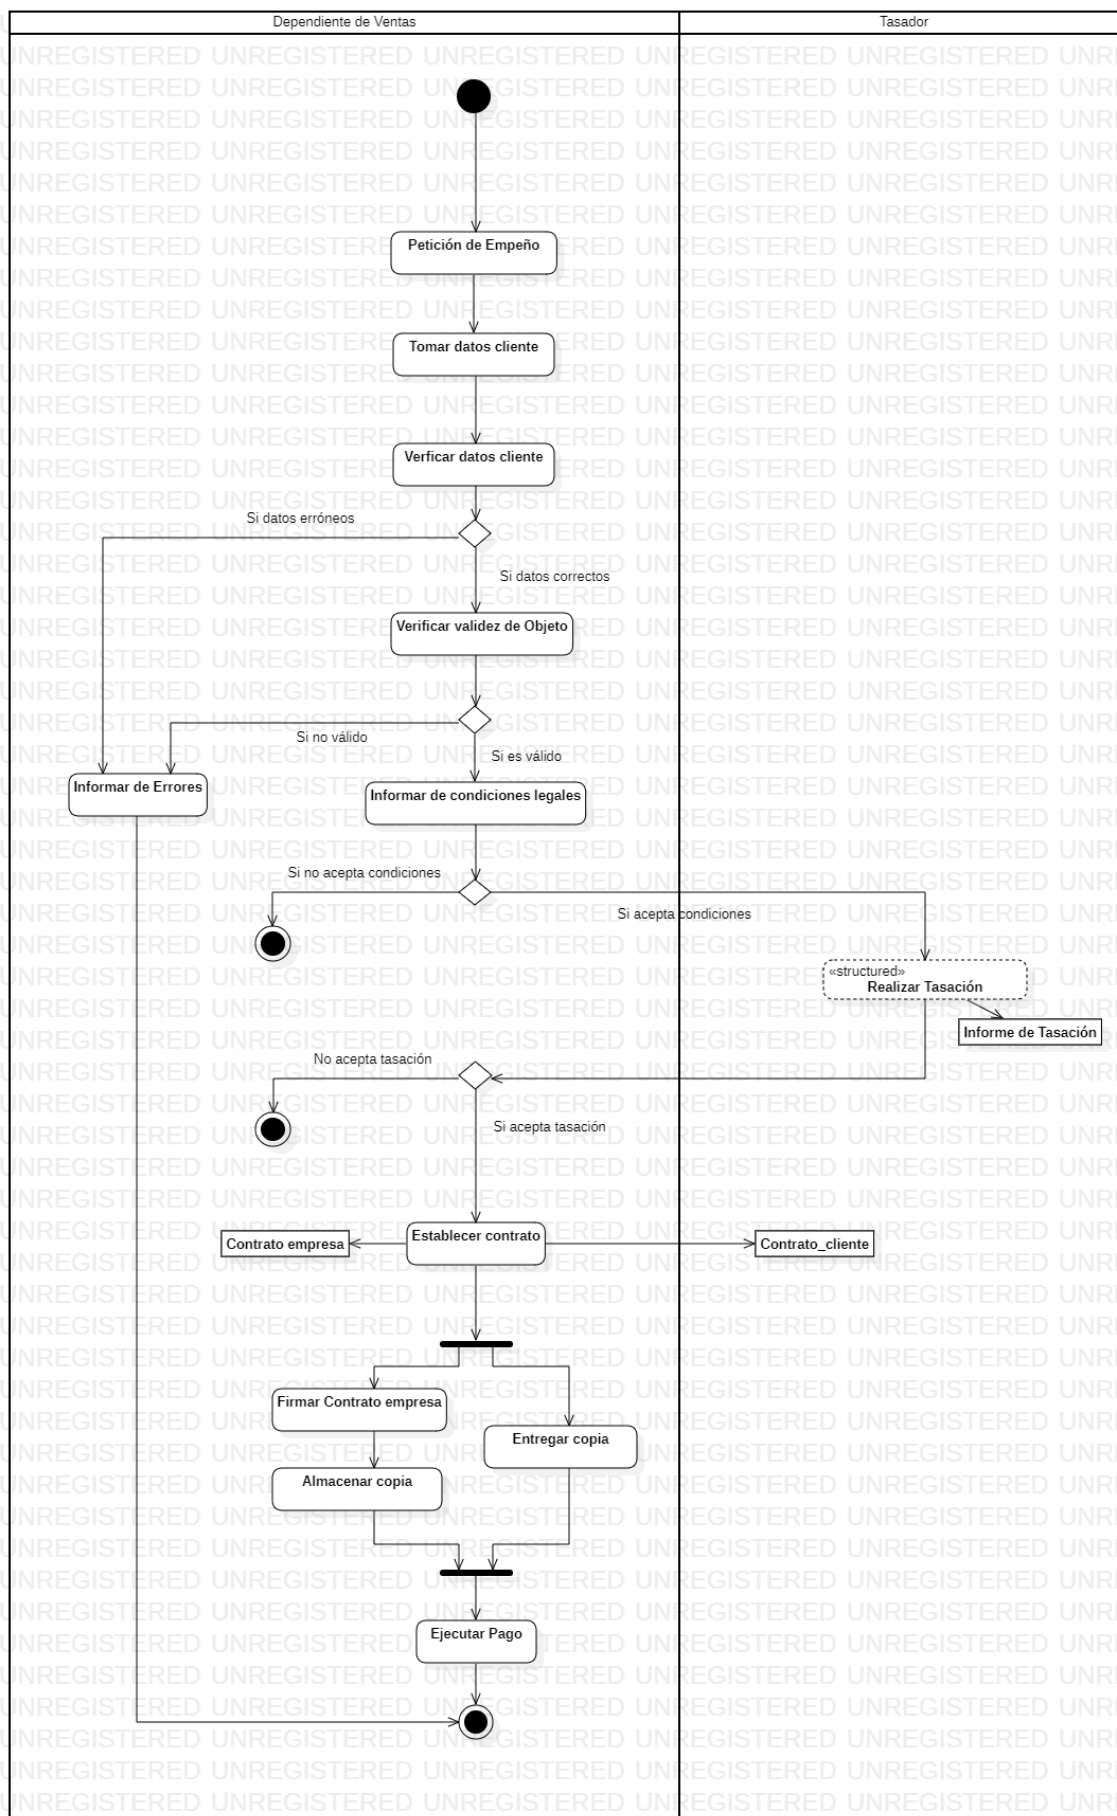 Dependiente de Ventas
Tasador
Petición de Empeño
Tomar datos cliente
Verficar datos cliente
Si datos erróneos
Si datos correctos
Verificar validez de Objeto
Si no válido
Si es válido
Informar de Errores
Informar de condiciones legales
Si no acepta condiciones
Si acepta condiciones
«structured»
Realizar Tasación
Informe de Tasación
No acepta tasación
Si acepta tasación
Contrato empresa
Establecer contrato
Contrato_cliente
Firmar Contrato empresa
Entregar copia
Almacenar copia
Ejecutar Pago
UNREGISTERED